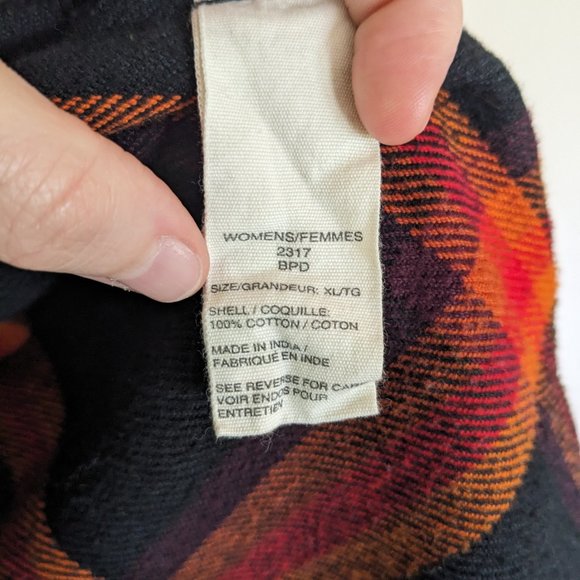 WOMENS/FEMMES
2317
BPD
SIZE/GRANDEUR: XL/TG
SHELL / COQUILLE:
100% COTTON / COTON
MADE IN INDIA /
FABRIQUÉ EN INDE
SEE REVERSE FOR CARE
VOIR ENDOS POUR
ENTRETIEN